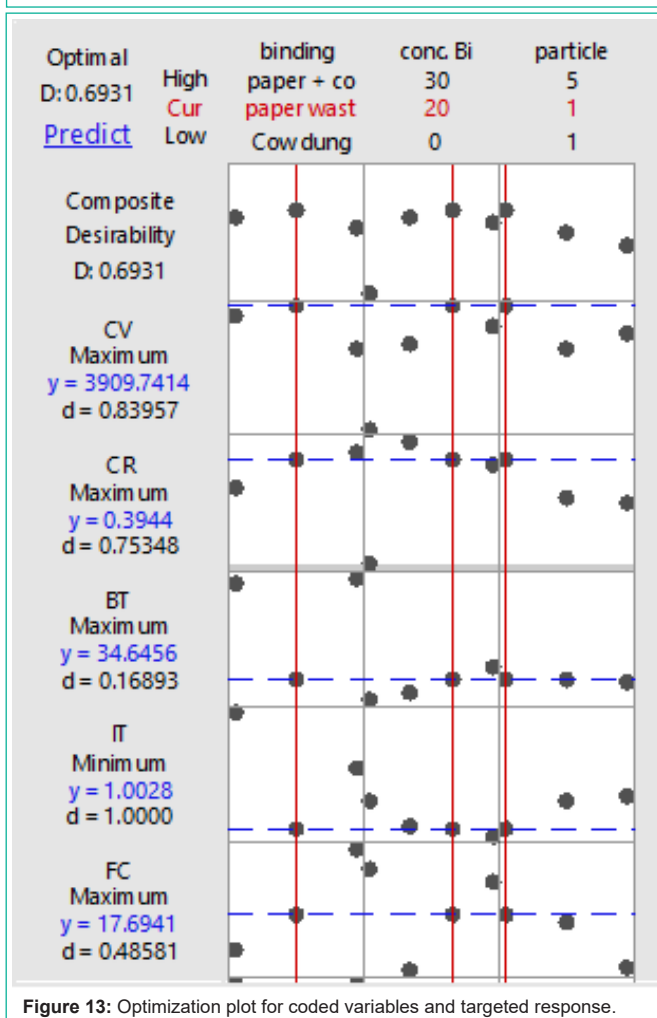 Optimal
D: 0.6931
Predict
High
Cur
Low
binding
paper + co
paper wast
Cow dung
conc. Bi
30
20
0
particle
5
1
1
Composite
Desirability
D: 0.6931
CV
Maximum
y = 3909.7414
d = 0.83957
CR
Maximum
y = 0.3944
d = 0.75348
BT
Maximum
y = 34.6456
d = 0.16893
IT
Minimum
y = 1.0028
d = 1.0000
FC
Maximum
y = 17.6941
d = 0.48581
Figure 13: Optimization plot for coded variables and targeted response.